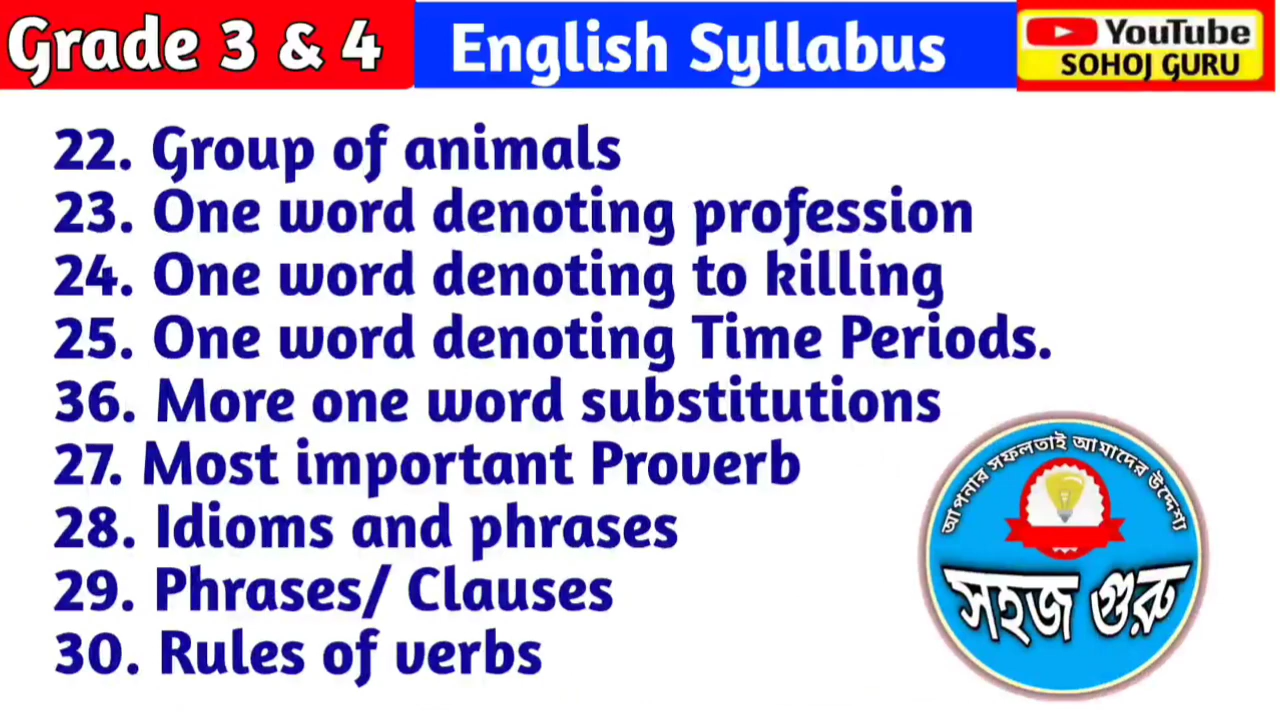 Grade 3 & 4
English Syllabus
YouTube
SOHOJ GURU
22. Group of animals
23. One word denoting profession
24. One word denoting to killing
25. One word denoting Time Periods.
36. More one word substitutions
27. Most important Proverb
28. Idioms and phrases
29. Phrases/ Clauses
30. Rules of verbs
আপনার সফলতাই আমাদের উদ্দেশ্য
সহজ গুরু